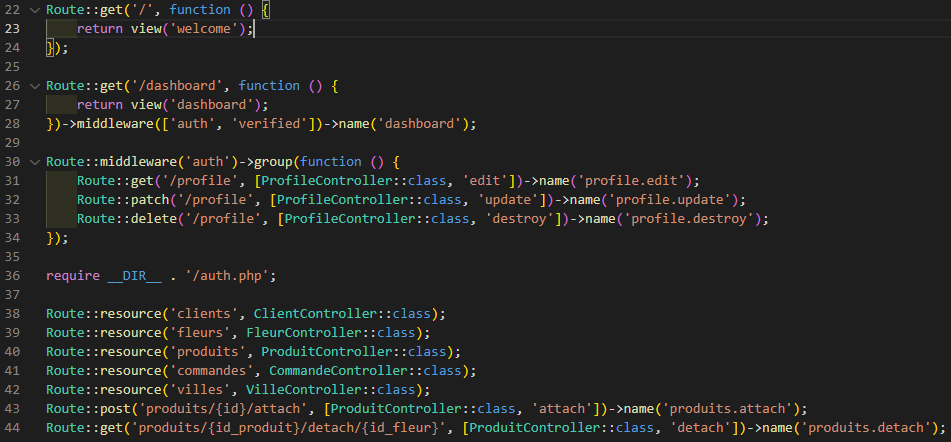 22 Route::get('/', function () {
23     return view('welcome');
24 });
25
26 Route::get('/dashboard', function () {
27     return view('dashboard');
28 })->middleware(['auth', 'verified'])->name('dashboard');
29
30 Route::middleware('auth')->group(function () {
31     Route::get('/profile', [ProfileController::class, 'edit'])->name('profile.edit');
32     Route::patch('/profile', [ProfileController::class, 'update'])->name('profile.update');
33     Route::delete('/profile', [ProfileController::class, 'destroy'])->name('profile.destroy');
34 });
35
36 require __DIR__ . '/auth.php';
37
38 Route::resource('clients', ClientController::class);
39 Route::resource('fleurs', FleurController::class);
40 Route::resource('produits', ProduitController::class);
41 Route::resource('commandes', CommandeController::class);
42 Route::resource('villes', VilleController::class);
43 Route::post('produits/{id}/attach', [ProduitController::class, 'attach'])->name('produits.attach');
44 Route::get('produits/{id_produit}/detach/{id_fleur}', [ProduitController::class, 'detach'])->name('produits.detach');